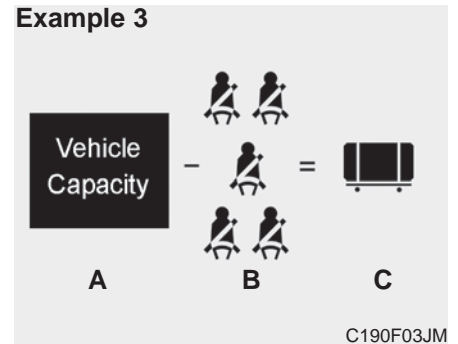 Example 3
Vehicle
Capacity
- =
A B C
C190F03JM